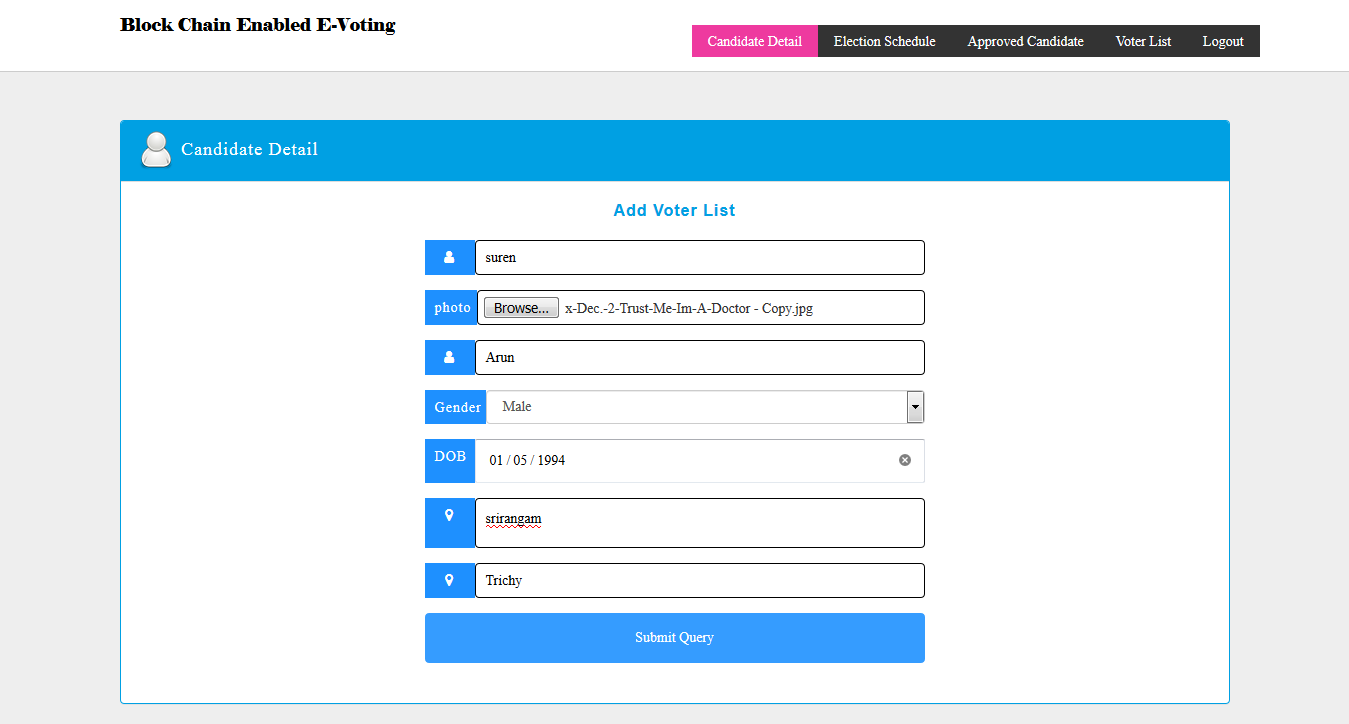 Block Chain Enabled E-Voting
Candidate Detail Election Schedule Approved Candidate Voter List Logout
Candidate Detail
Add Voter List
suren
photo Browse... x-Dec.-2-Trust-Me-Im-A-Doctor - Copy.jpg
Arun
Gender Male
DOB 01 / 05 / 1994
srirangam
Trichy
Submit Query